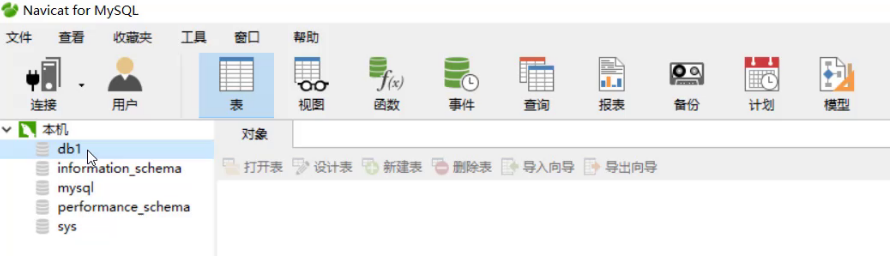 Navicat for MySQL
文件 查看 收藏夹 工具 窗口 帮助
连接 用户 表 视图 函数 事件 查询 报表 备份 计划 模型
f(x)
本机
对象
db1
打开表 设计表 新建表 删除表 导入向导 导出向导
information_schema
mysql
performance_schema
sys